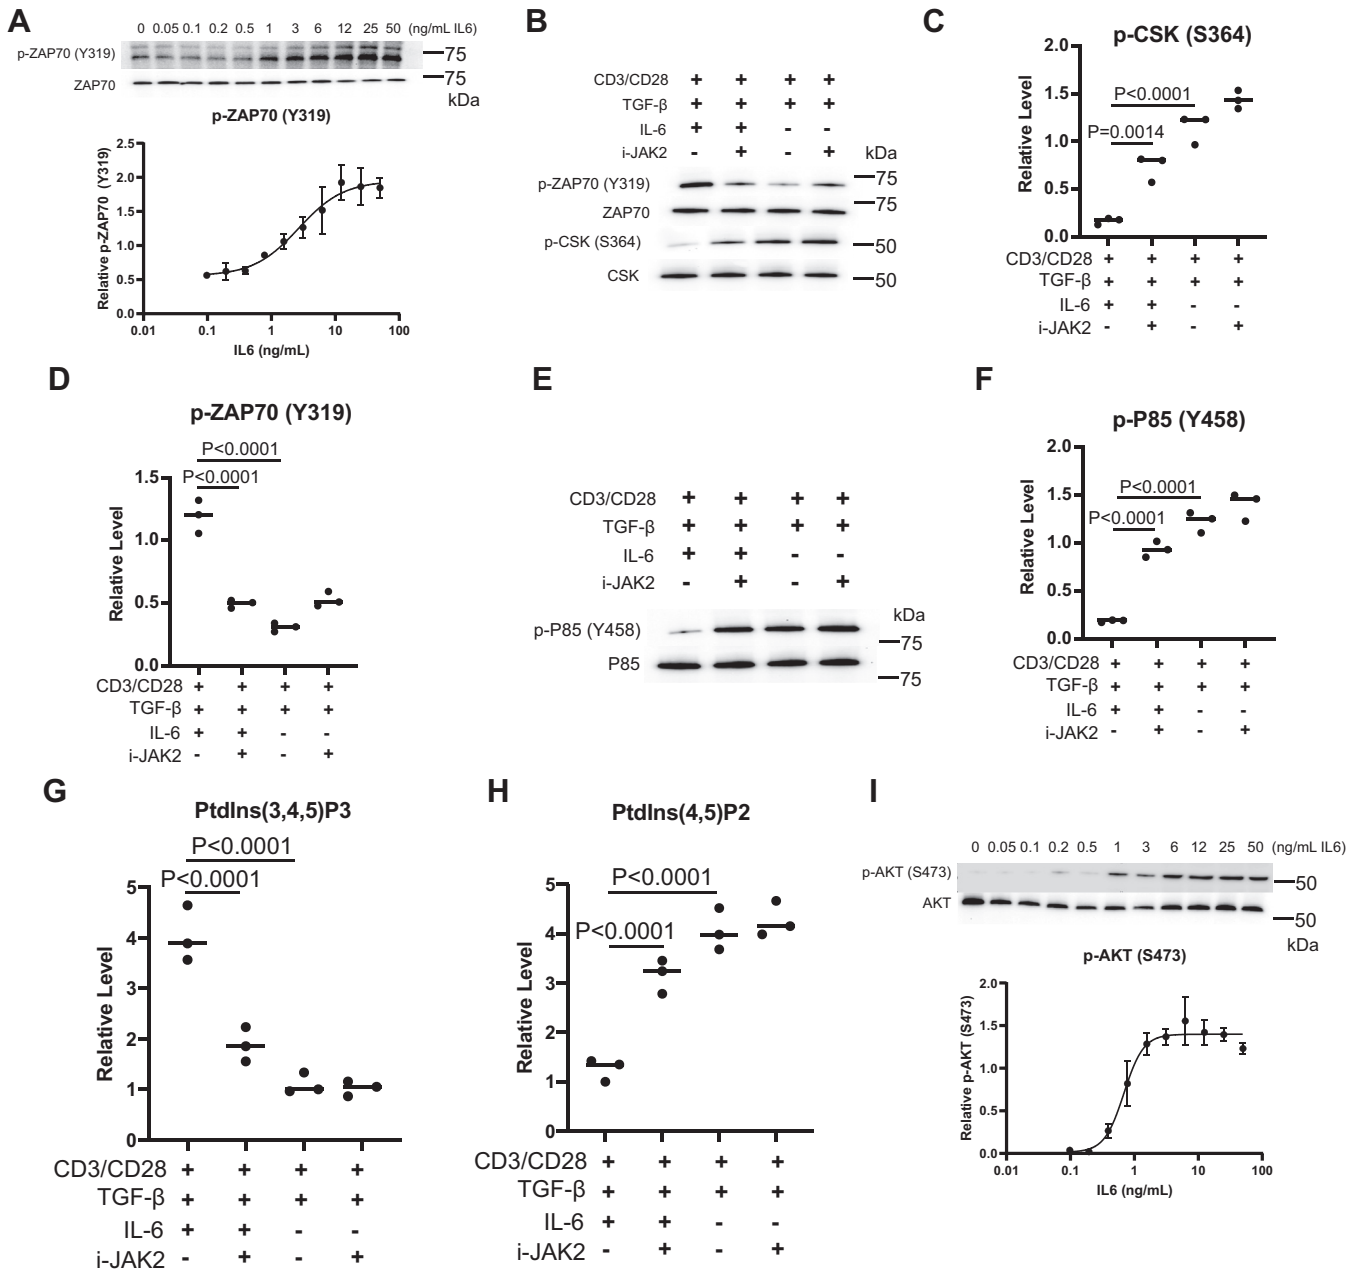 A
0 0.05 0.1 0.2 0.5 1 3 6 12 25 50 (ng/mL IL6)
p-ZAP70 (Y319)
75
ZAP70
75
kDa
p-ZAP70 (Y319)
Relative p-ZAP70 (Y319)
2.5
2.0
1.5
1.0
0.5
0.0
0.01 0.1 1 10 100
IL6 (ng/mL)
B
CD3/CD28 + + + +
TGF-β + + + +
IL-6 + + - -
i-JAK2 - + - +
kDa
p-ZAP70 (Y319)
75
ZAP70
75
p-CSK (S364)
50
CSK
50
C
p-CSK (S364)
Relative Level
2.0
1.5
1.0
0.5
0.0
P<0.0001
P=0.0014
CD3/CD28 + + + +
TGF-β + + + +
IL-6 + + - -
i-JAK2 - + - +
D
p-ZAP70 (Y319)
P<0.0001
P<0.0001
Relative Level
1.5
1.0
0.5
0.0
CD3/CD28 + + + +
TGF-β + + + +
IL-6 + + - -
i-JAK2 - + - +
E
CD3/CD28 + + + +
TGF-β + + + +
IL-6 + + - -
i-JAK2 - + - +
kDa
p-P85 (Y458)
75
P85
75
F
p-P85 (Y458)
Relative Level
2.0
1.5
1.0
0.5
0.0
P<0.0001
P<0.0001
CD3/CD28 + + + +
TGF-β + + + +
IL-6 + + - -
i-JAK2 - + - +
G
PtdIns(3,4,5)P3
P<0.0001
P<0.0001
Relative Level
5
4
3
2
1
0
CD3/CD28 + + + +
TGF-β + + + +
IL-6 + + - -
i-JAK2 - + - +
H
PtdIns(4,5)P2
P<0.0001
P<0.0001
Relative Level
5
4
3
2
1
0
CD3/CD28 + + + +
TGF-β + + + +
IL-6 + + - -
i-JAK2 - + - +
I
0 0.05 0.1 0.2 0.5 1 3 6 12 25 50 (ng/mL IL6)
p-AKT (S473)
50
AKT
50
kDa
p-AKT (S473)
Relative p-AKT (S473)
2.0
1.5
1.0
0.5
0.0
0.01 0.1 1 10 100
IL6 (ng/mL)